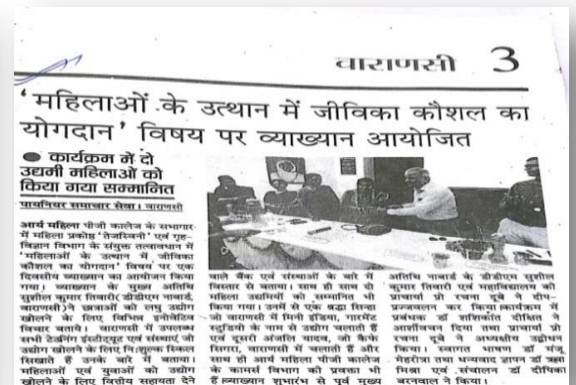 वाराणसी 3
'महिलाओं के उत्थान में जीविका कौशल का
योगदान' विषय पर व्याख्यान आयोजित
● कार्यक्रम में दो
उद्यमी महिलाओं को
किया गया सम्मानित
पायनियर समाचार सेवा। वाराणसी
आर्य महिला पीजी कालेज के सभागार
में महिला प्रकोष्ठ 'तेजस्विनी' एवं गृह-
विज्ञान विभाग के संयुक्त तत्वावधान में
'महिलाओं के उत्थान में जीविका
कौशल का योगदान' विषय पर एक
दिवसीय व्याख्यान का आयोजन किया
गया। व्याख्यान के मुख्य अतिथि
सुशील कुमार तिवारी (डीडीएम नाबार्ड,
वाराणसी) ने छात्राओं को लघु उद्योग
खोलने के लिए विभिन्न इनोवेटिव
विचार बताये। वाराणसी में उपलब्ध
सभी ट्रेनिंग इंस्टीट्यूट एवं संस्थाएं जो
उद्योग खोलने के लिए नि:शुल्क स्किल
सिखाते हैं उनके बारे में बताया।
महिलाओं एवं युवाओं को उद्योग
खोलने के लिए वित्तीय सहायता देने
वाले बैंक एवं संस्थाओं के बारे में
विस्तार से बताया। साथ ही साथ दो
महिला उद्यमियों को सम्मानित भी
किया गया। उनमें से एक श्रद्धा सिन्हा
जो वाराणसी में मिनी इंडिया, गारमेंट
स्टूडियो के नाम से उद्योग चलाती हैं
एवं दूसरी अंजलि यादव, जो कैफे
सिगरा, वाराणसी में चलाती हैं और
साथ ही आर्य महिला पीजी कालेज
के कामर्स विभाग की प्रवक्ता भी
हैं। व्याख्यान शुभारंभ से पूर्व मुख्य
अतिथि नाबार्ड के डीडीएम सुशील
कुमार तिवारी एवं महाविद्यालय की
प्राचार्या प्रो रचना दूबे ने दीप-
प्रज्ज्वलन कर किया। कार्यक्रम में
प्रबंधक डॉ शशिकांत दीक्षित ने
आशीर्वचन दिया तथा प्राचार्या प्रो
रचना दूबे ने अध्यक्षीय उद्बोधन
किया। स्वागत भाषण डॉ मंजू
मेहरोत्रा तथा धन्यवाद ज्ञापन डॉ ऋचा
मिश्रा एवं संचालन डॉ दीपिका
बरनवाल ने किया।